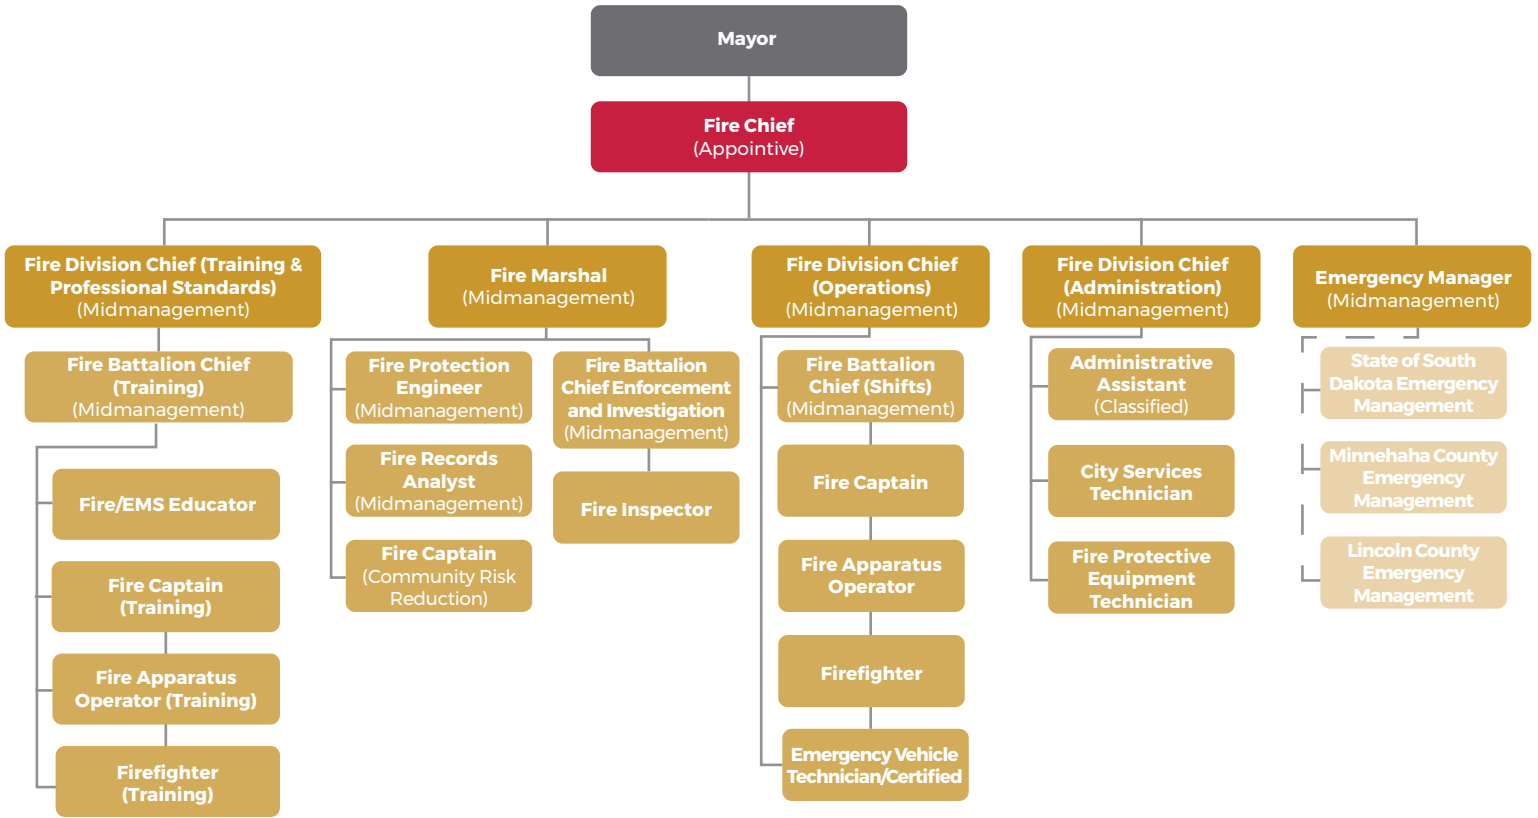 Mayor
Fire Chief
(Appointive)
Fire Division Chief (Training &
Professional Standards)
(Midmanagement)
Fire Battalion Chief
(Training)
(Midmanagement)
Fire/EMS Educator
Fire Captain
(Training)
Fire Apparatus
Operator (Training)
Firefighter
(Training)
Fire Marshal
(Midmanagement)
Fire Protection
Engineer
(Midmanagement)
Fire Records
Analyst
(Midmanagement)
Fire Captain
(Community Risk
Reduction)
Fire Battalion
Chief Enforcement
and Investigation
(Midmanagement)
Fire Inspector
Fire Division Chief
(Operations)
(Midmanagement)
Fire Battalion
Chief (Shifts)
(Midmanagement)
Fire Captain
Fire Apparatus
Operator
Firefighter
Emergency Vehicle
Technician/Certified
Fire Division Chief
(Administration)
(Midmanagement)
Administrative
Assistant
(Classified)
City Services
Technician
Fire Protective
Equipment
Technician
Emergency Manager
(Midmanagement)
State of South
Dakota Emergency
Management
Minnehaha County
Emergency
Management
Lincoln County
Emergency
Management